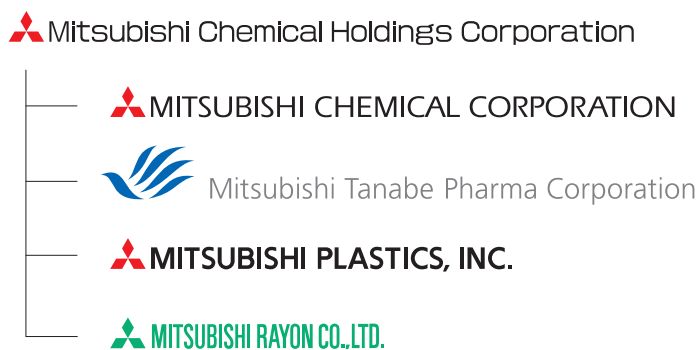 Mitsubishi Chemical Holdings Corporation
MITSUBISHI CHEMICAL CORPORATION
Mitsubishi Tanabe Pharma Corporation
MITSUBISHI PLASTICS, INC.
MITSUBISHI RAYON CO.,LTD.